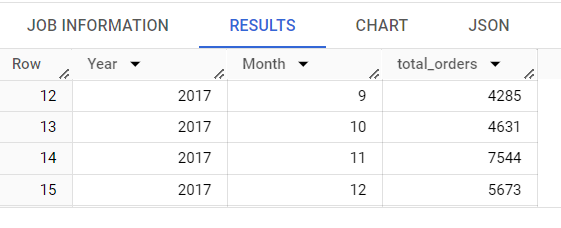 JOB INFORMATION RESULTS CHART JSON
Row Year Month total_orders
12 2017 9 4285
13 2017 10 4631
14 2017 11 7544
15 2017 12 5673